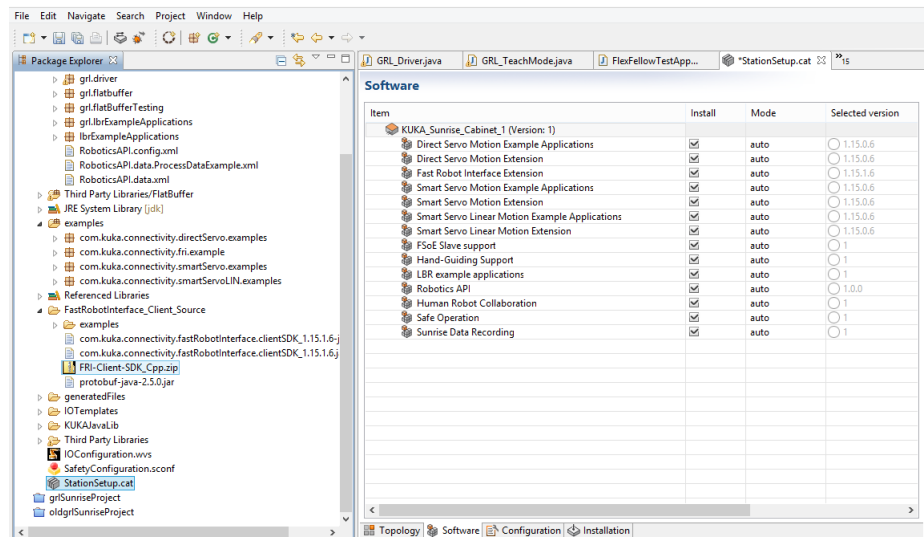 File Edit Navigate Search Project Window Help
Package Explorer
grl.driver
grl.flatbuffer
grl.flatBufferTesting
grl.lbrExampleApplications
lbrExampleApplications
RoboticsAPI.config.xml
RoboticsAPI.data.ProcessDataExample.xml
RoboticsAPI.data.xml
Third Party Libraries/FlatBuffer
JRE System Library [jdk]
examples
com.kuka.connectivity.directServo.examples
com.kuka.connectivity.fri.example
com.kuka.connectivity.smartServo.examples
com.kuka.connectivity.smartServoLIN.examples
Referenced Libraries
FastRobotInterface_Client_Source
examples
com.kuka.connectivity.fastRobotInterface.clientSDK_1.15.1.6-j
com.kuka.connectivity.fastRobotInterface.clientSDK_1.15.1.6.j
FRI-Client-SDK_Cpp.zip
protobuf-java-2.5.0.jar
generatedFiles
IOTemplates
KUKAJavaLib
Third Party Libraries
IOConfiguration.wvs
SafetyConfiguration.sconf
StationSetup.cat
grlSunriseProject
oldgrlSunriseProject
GRL_Driver.java GRL_TeachMode.java FlexFellowTestApp... *StationSetup.cat »15
Software
Item Install Mode Selected version
KUKA_Sunrise_Cabinet_1 (Version: 1)
Direct Servo Motion Example Applications auto 1.15.0.6
Direct Servo Motion Extension auto 1.15.0.6
Fast Robot Interface Extension auto 1.15.1.6
Smart Servo Motion Example Applications auto 1.15.0.6
Smart Servo Motion Extension auto 1.15.0.6
Smart Servo Linear Motion Example Applications auto 1.15.0.6
Smart Servo Linear Motion Extension auto 1.15.0.6
FSoE Slave support auto 1
Hand-Guiding Support auto 1
LBR example applications auto 1
Robotics API auto 1.0.0
Human Robot Collaboration auto 1
Safe Operation auto 1
Sunrise Data Recording auto 1
Topology Software Configuration Installation